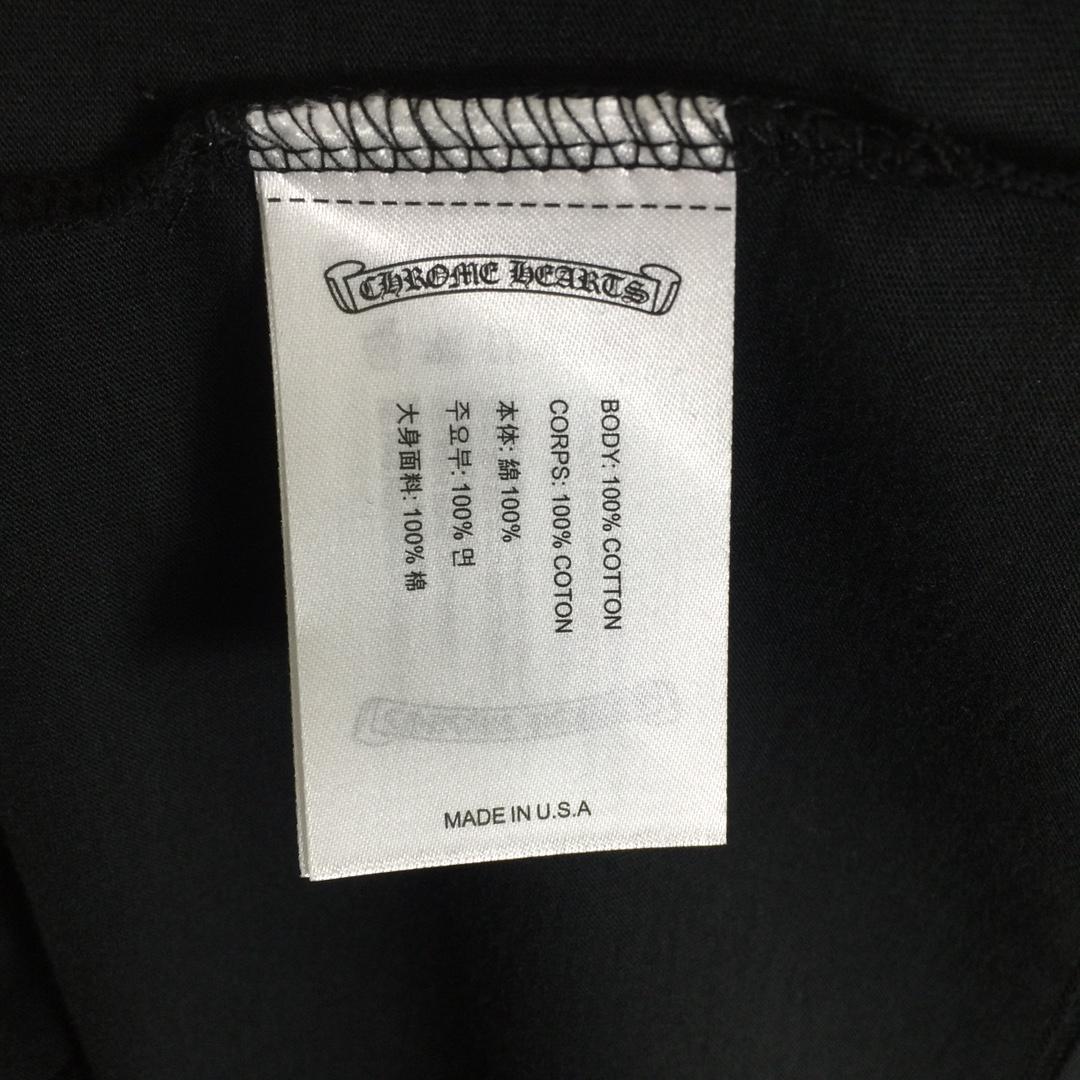 CHROME HEARTS
BODY: 100% COTTON
CORPS: 100% COTON
本体: 綿 100%
주요부: 100% 면
大身面料: 100% 棉
MADE IN U.S.A